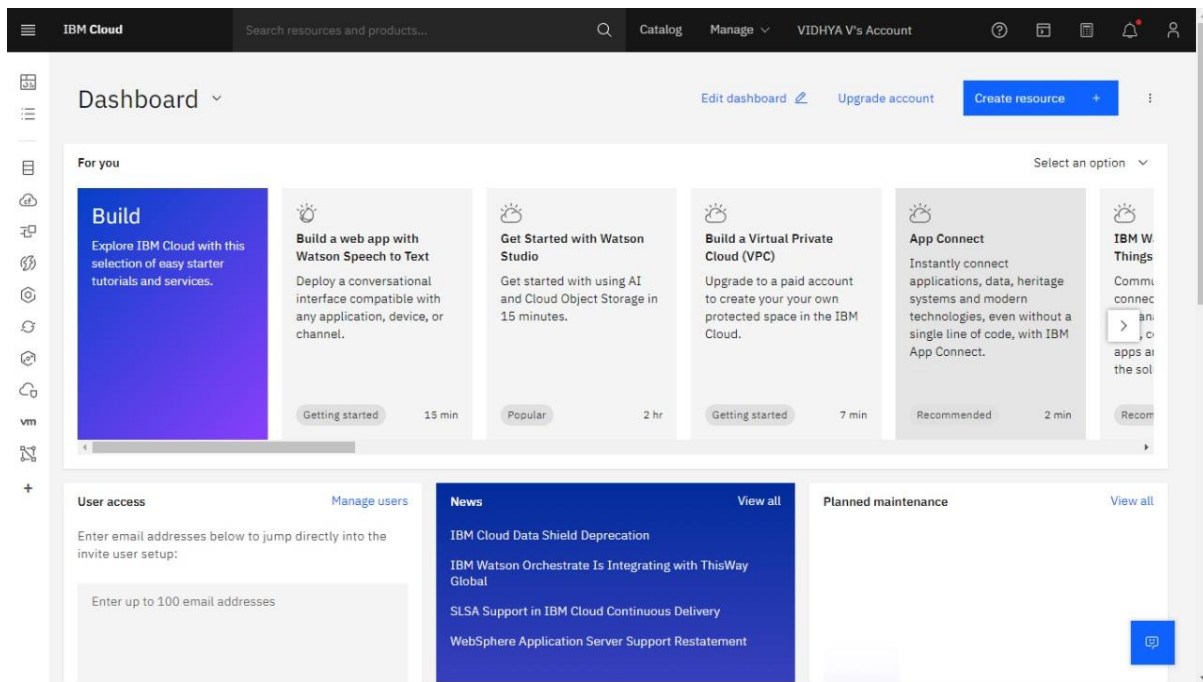 IBM Cloud
Search resources and products...
Catalog
Manage
VIDHYA V's Account
Dashboard
Edit dashboard
Upgrade account
Create resource +
For you
Select an option
Build
Explore IBM Cloud with this
selection of easy starter
tutorials and services.
Build a web app with
Watson Speech to Text
Deploy a conversational
interface compatible with
any application, device, or
channel.
Getting started
15 min
Get Started with Watson
Studio
Get started with using AI
and Cloud Object Storage in
15 minutes.
Popular
2 hr
Build a Virtual Private
Cloud (VPC)
Upgrade to a paid account
to create your your own
protected space in the IBM
Cloud.
Getting started
7 min
App Connect
Instantly connect
applications, data, heritage
systems and modern
technologies, even without a
single line of code, with IBM
App Connect.
Recommended
2 min
IBM W
Things
Commu
connec
apps a
the sol
Recom
vm
+
User access
Manage users
Enter email addresses below to jump directly into the
invite user setup:
Enter up to 100 email addresses
News
View all
IBM Cloud Data Shield Deprecation
IBM Watson Orchestrate Is Integrating with ThisWay
Global
SLSA Support in IBM Cloud Continuous Delivery
WebSphere Application Server Support Restatement
Planned maintenance
View all